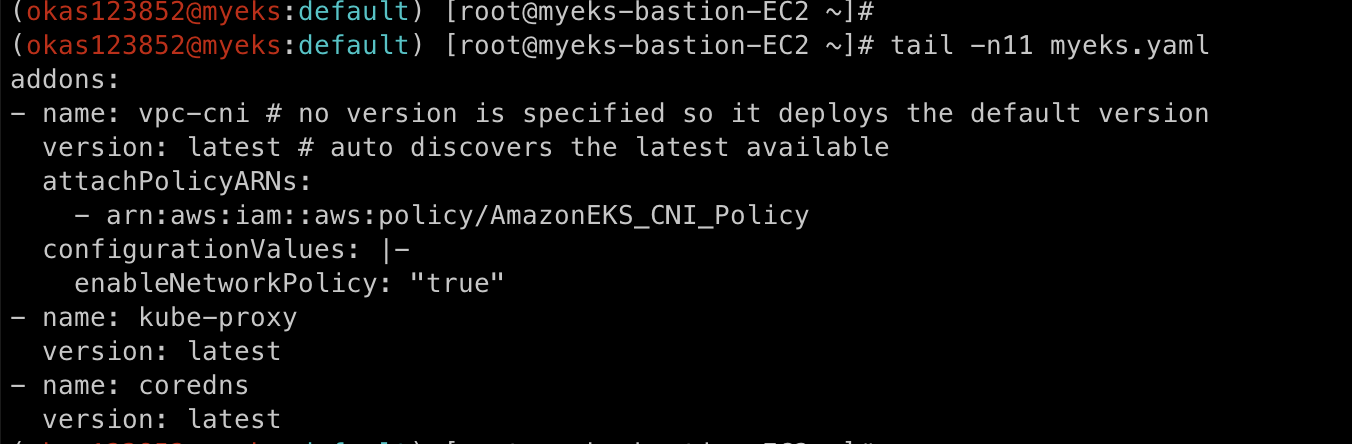 (okas123852@myeks:default) [root@myeks-bastion-EC2 ~]#
(okas123852@myeks:default) [root@myeks-bastion-EC2 ~]# tail -n11 myeks.yaml
addons:
- name: vpc-cni # no version is specified so it deploys the default version
  version: latest # auto discovers the latest available
  attachPolicyARNs:
    - arn:aws:iam::aws:policy/AmazonEKS_CNI_Policy
  configurationValues: |-
    enableNetworkPolicy: "true"
- name: kube-proxy
  version: latest
- name: coredns
  version: latest